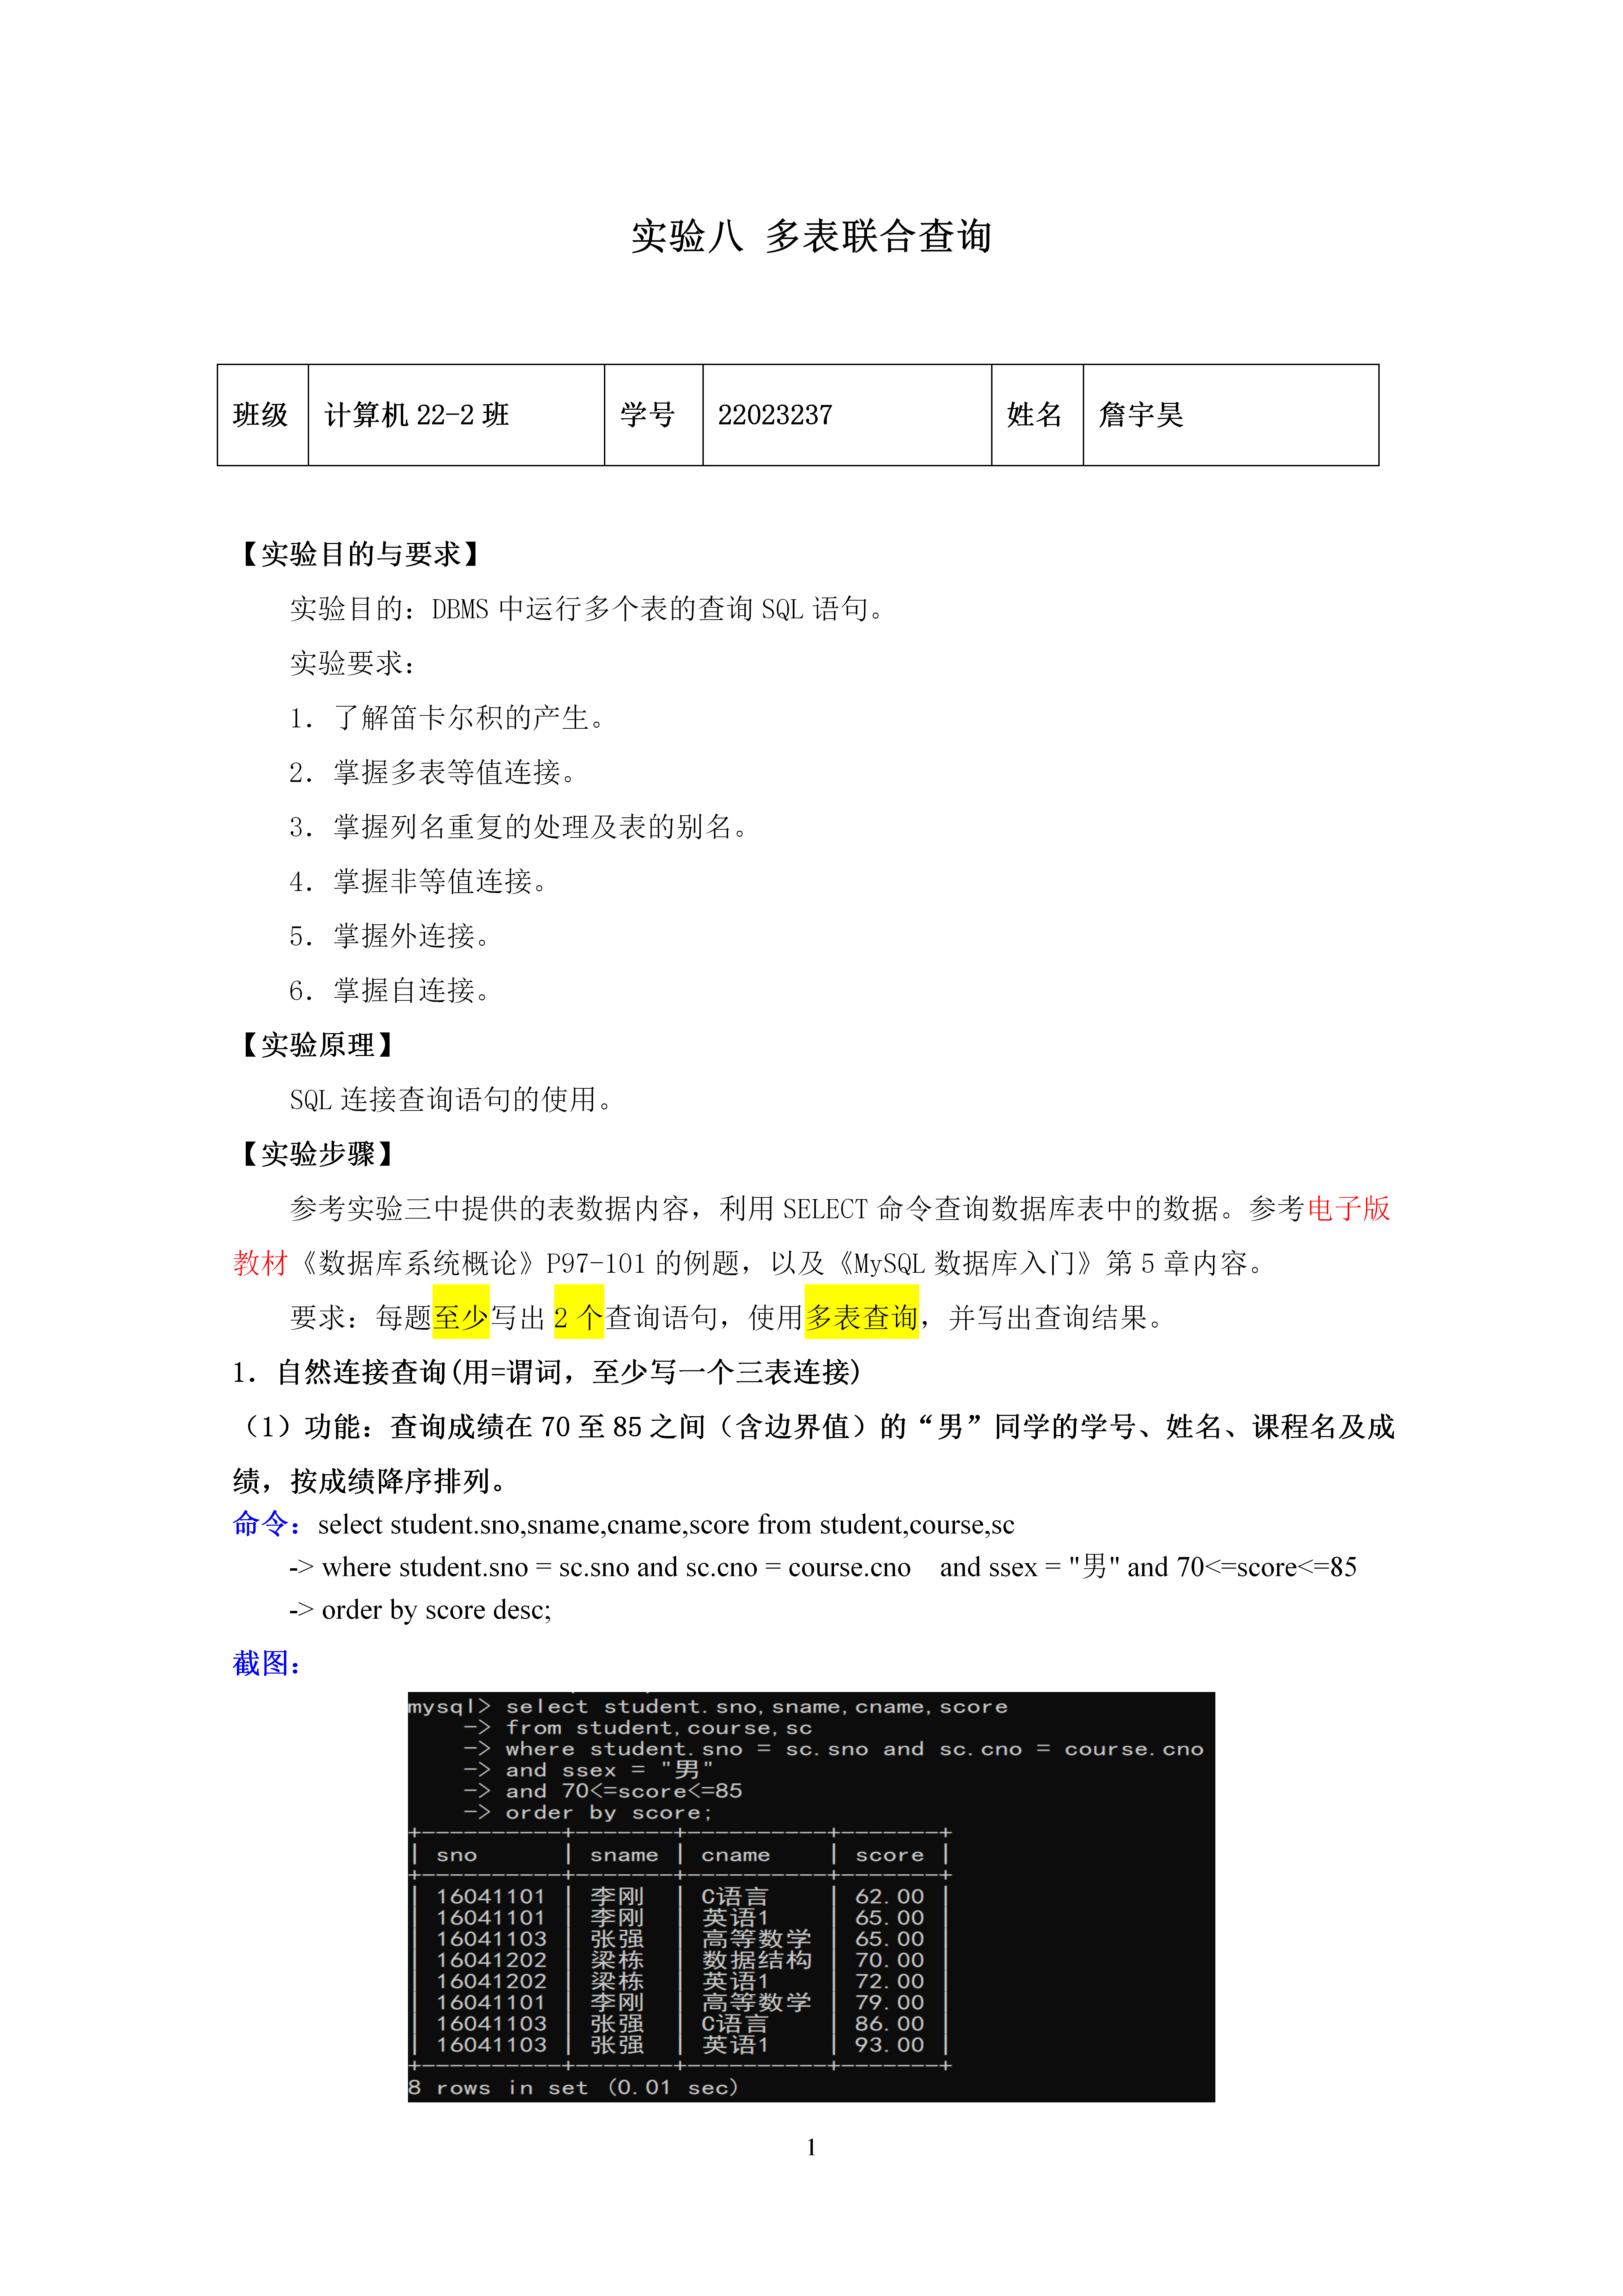 实验八 多表联合查询
班级 计算机 22-2 班 学号 22023237 姓名 詹宇昊
【实验目的与要求】
实验目的：DBMS 中运行多个表的查询 SQL 语句。
实验要求：
1．了解笛卡尔积的产生。
2．掌握多表等值连接。
3．掌握列名重复的处理及表的别名。
4．掌握非等值连接。
5．掌握外连接。
6．掌握自连接。
【实验原理】
SQL 连接查询语句的使用。
【实验步骤】
参考实验三中提供的表数据内容，利用 SELECT 命令查询数据库表中的数据。参考电子版
教材《数据库系统概论》P97-101 的例题，以及《MySQL 数据库入门》第 5 章内容。
要求：每题至少写出 2 个查询语句，使用多表查询，并写出查询结果。
1．自然连接查询(用=谓词，至少写一个三表连接)
（1）功能：查询成绩在 70 至 85 之间（含边界值）的“男”同学的学号、姓名、课程名及成
绩，按成绩降序排列。
命令：select student.sno,sname,cname,score from student,course,sc
-> where student.sno = sc.sno and sc.cno = course.cno and ssex = "男" and 70<=score<=85
-> order by score desc;
截图：
mysql> select student.sno,sname,cname,score
-> from student,course,sc
-> where student.sno = sc.sno and sc.cno = course.cno
-> and ssex = "男"
-> and 70<=score<=85
-> order by score;
+----------+-------+----------+-------+
| sno | sname | cname | score |
+----------+-------+----------+-------+
| 16041101 | 李刚 | C语言 | 62.00 |
| 16041101 | 李刚 | 英语1 | 65.00 |
| 16041103 | 张强 | 高等数学 | 65.00 |
| 16041202 | 梁栋 | 数据结构 | 70.00 |
| 16041202 | 梁栋 | 英语1 | 72.00 |
| 16041101 | 李刚 | 高等数学 | 79.00 |
| 16041103 | 张强 | C语言 | 86.00 |
| 16041103 | 张强 | 英语1 | 93.00 |
+----------+-------+----------+-------+
8 rows in set (0.01 sec)
1